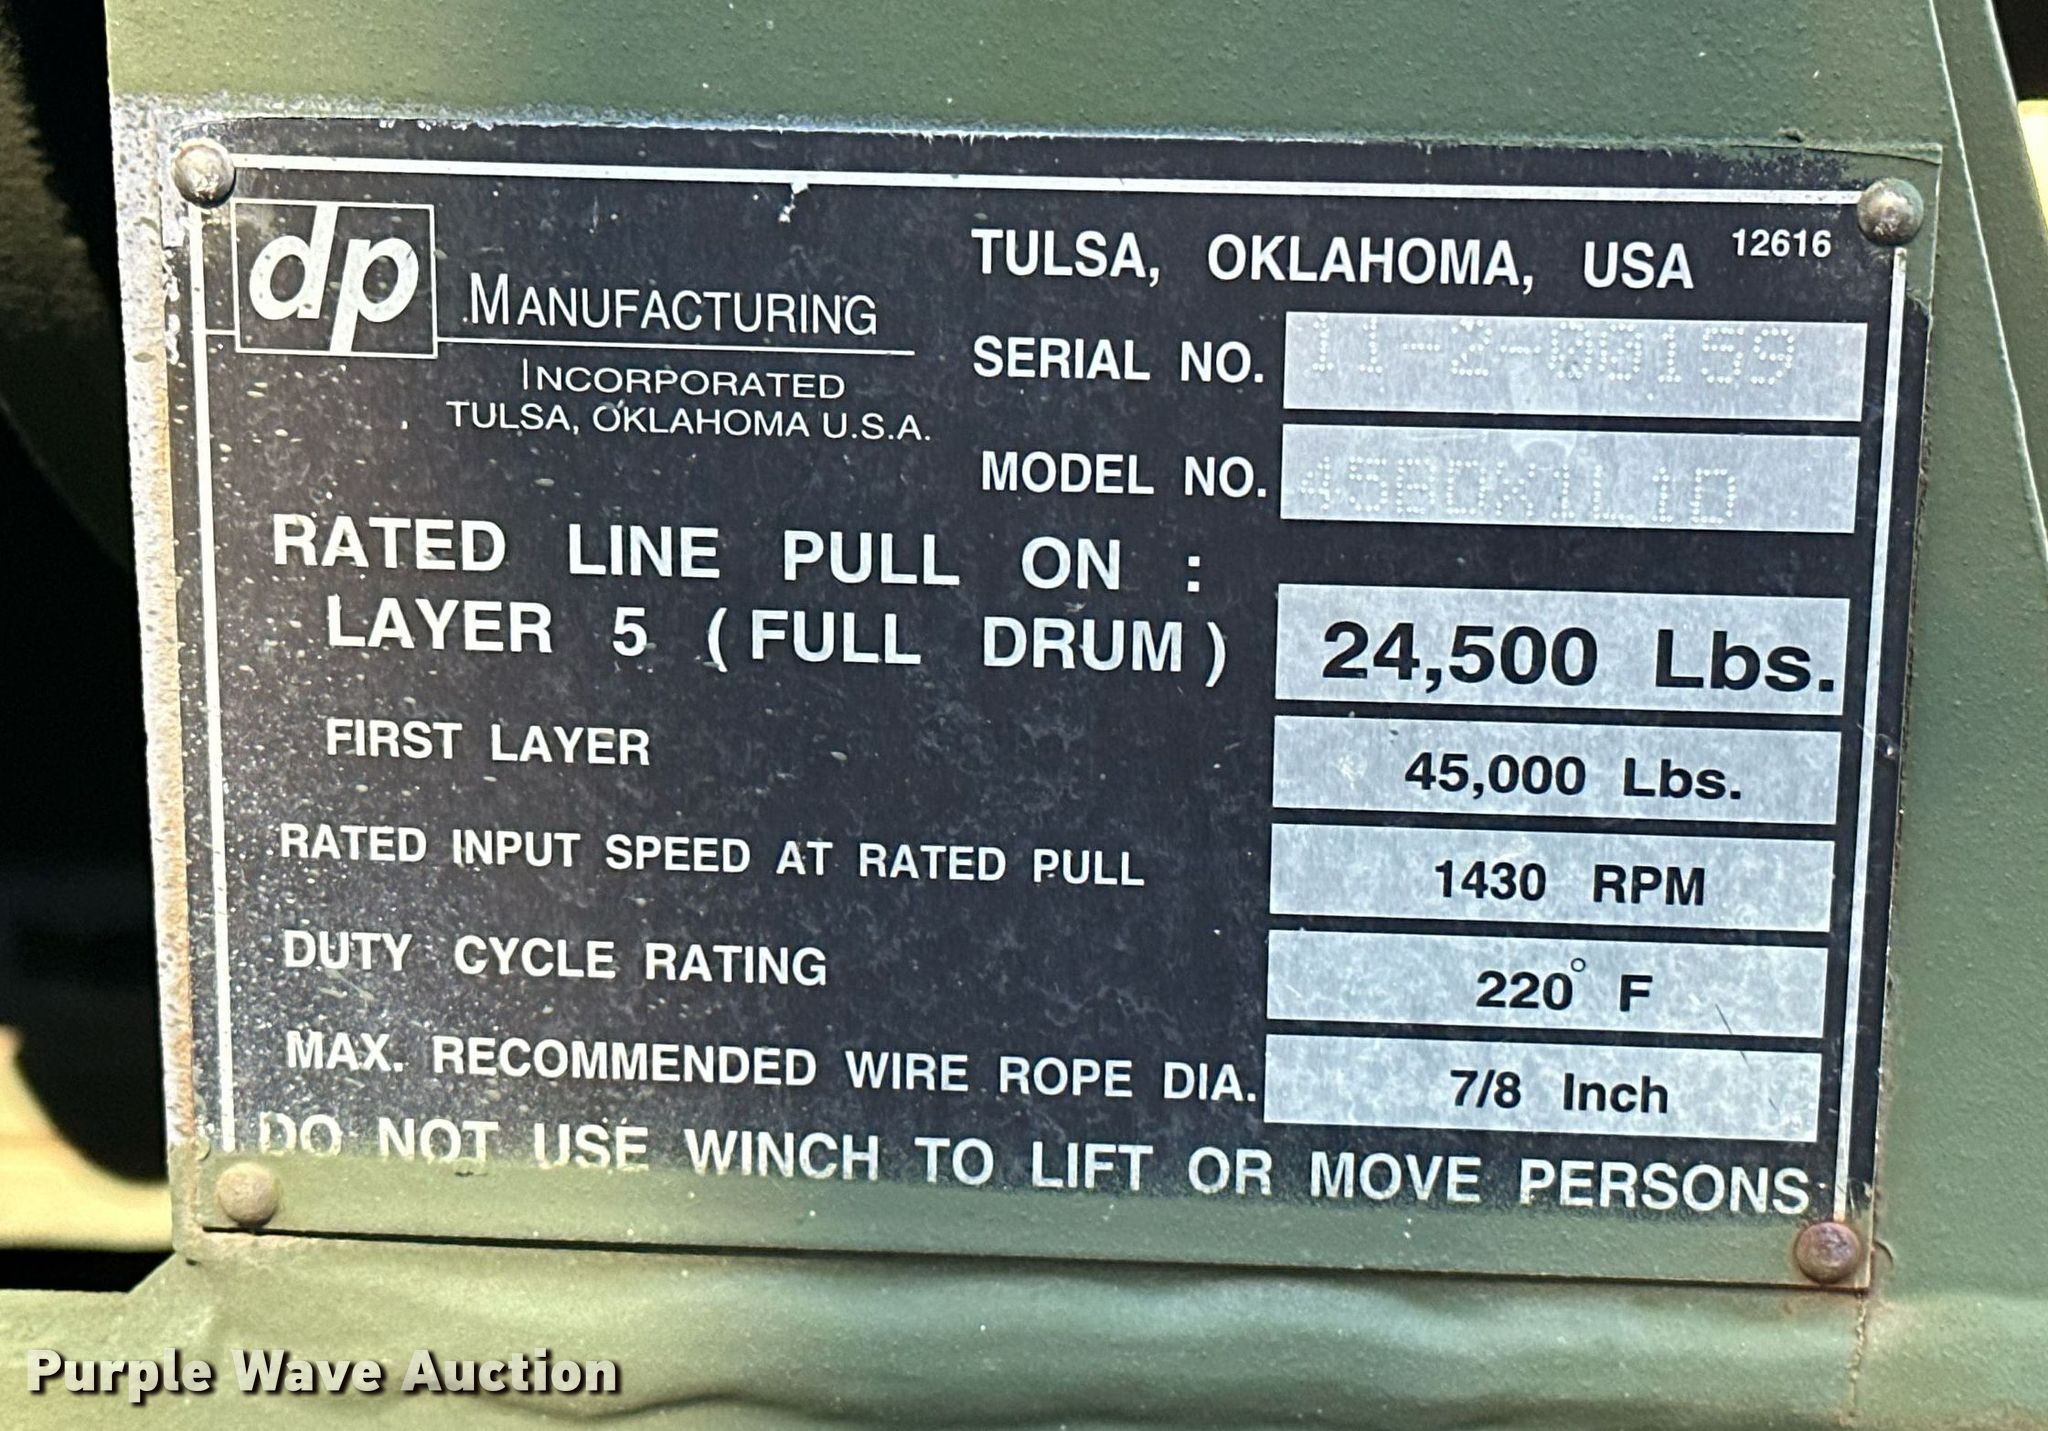 dp MANUFACTURING
INCORPORATED
TULSA, OKLAHOMA U.S.A.
TULSA, OKLAHOMA, USA 12616
SERIAL NO. 11-2-00159
MODEL NO.
RATED LINE PULL ON :
LAYER 5 (FULL DRUM) 24,500 Lbs.
FIRST LAYER 45,000 Lbs.
RATED INPUT SPEED AT RATED PULL 1430 RPM
DUTY CYCLE RATING 220° F
MAX. RECOMMENDED WIRE ROPE DIA. 7/8 Inch
DO NOT USE WINCH TO LIFT OR MOVE PERSONS
Purple Wave Auction